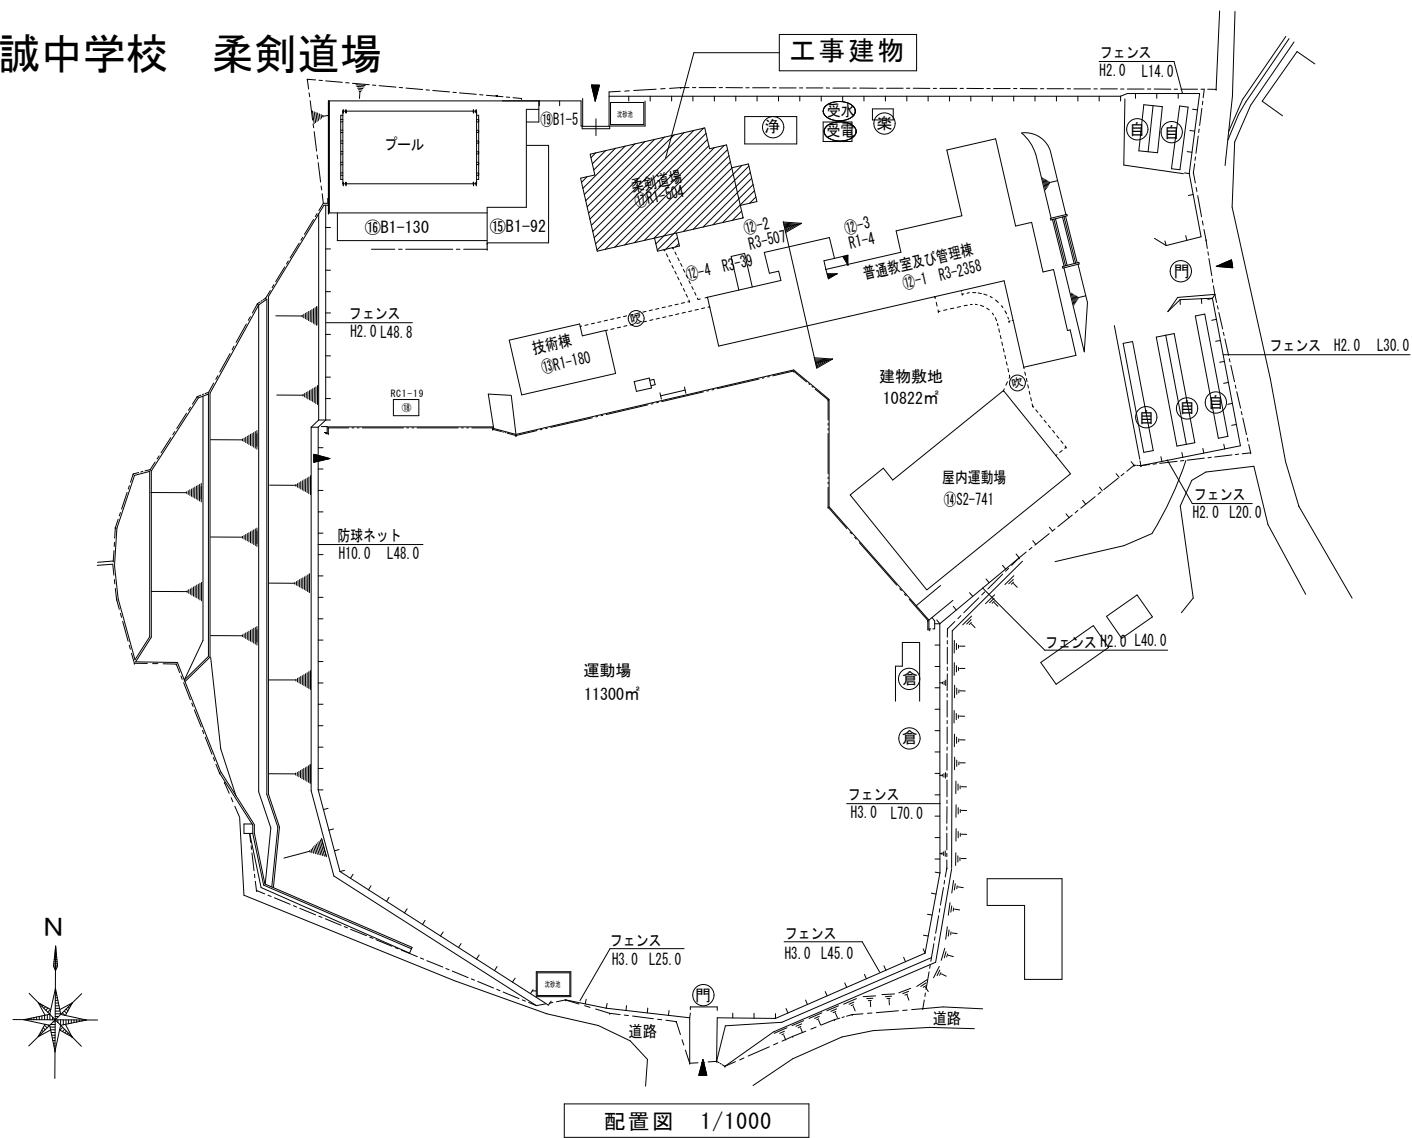 誠中学校　柔剣道場
工事建物
フェンス
H2.0 L14.0
沈砂池
⑲B1-5
浄
受水
受電
楽
自
自
プール
柔剣道場
⑰R1-504
⑯B1-130
⑮B1-92
⑫-2
R3-507
⑫-3
R1-4
⑫-4 R3-39
普通教室及び管理棟
⑫-1 R3-2358
門
フェンス
H2.0 L48.8
吹
技術棟
⑬R1-180
フェンス H2.0 L30.0
建物敷地
10822㎡
吹
RC1-19
⑱
自
自
自
屋内運動場
⑭S2-741
フェンス
H2.0 L20.0
防球ネット
H10.0 L48.0
フェンス H2.0 L40.0
運動場
11300㎡
倉
倉
フェンス
H3.0 L70.0
N
フェンス
H3.0 L25.0
フェンス
H3.0 L45.0
沈砂池
門
道路
道路
配置図 1/1000